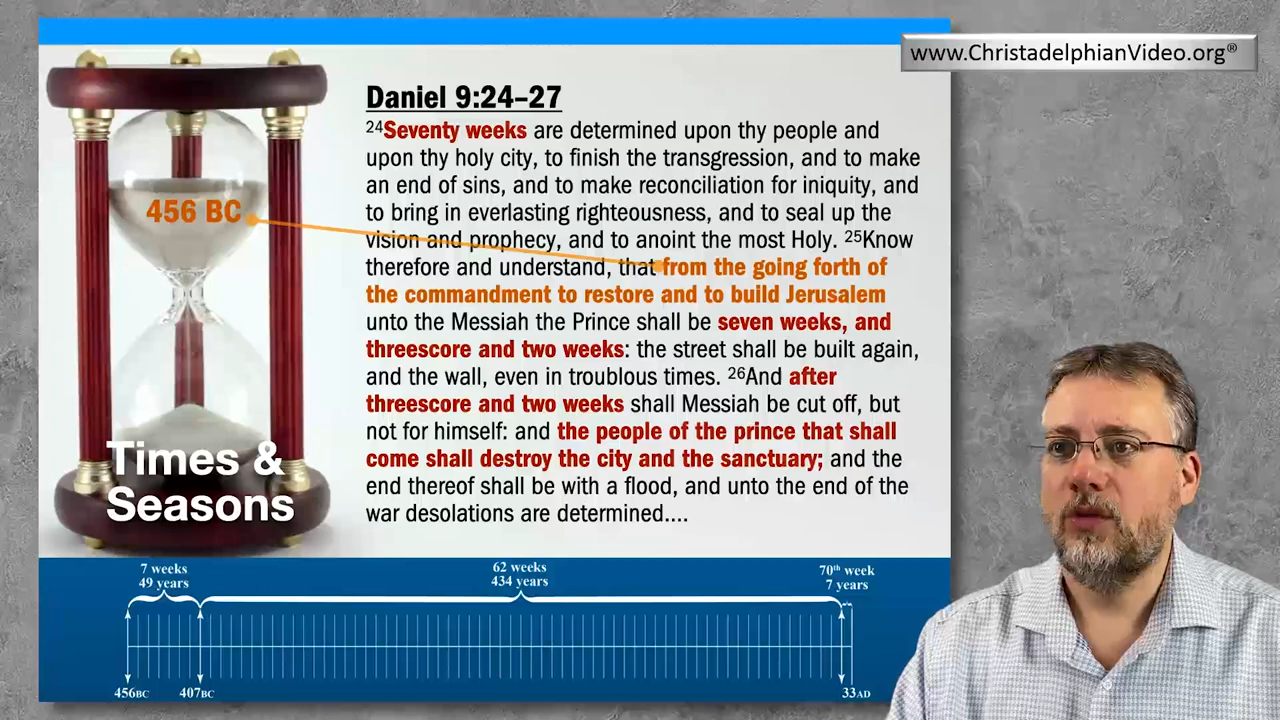 www.ChristadelphianVideo.org®
Daniel 9:24–27
²⁴Seventy weeks are determined upon thy people and
upon thy holy city, to finish the transgression, and to make
an end of sins, and to make reconciliation for iniquity, and
to bring in everlasting righteousness, and to seal up the
vision and prophecy, and to anoint the most Holy. ²⁵Know
therefore and understand, that from the going forth of
the commandment to restore and to build Jerusalem
unto the Messiah the Prince shall be seven weeks, and
threescore and two weeks: the street shall be built again,
and the wall, even in troublous times. ²⁶And after
threescore and two weeks shall Messiah be cut off, but
not for himself: and the people of the prince that shall
come shall destroy the city and the sanctuary; and the
end thereof shall be with a flood, and unto the end of the
war desolations are determined....
456 BC
Times &
Seasons
7 weeks
49 years
62 weeks
434 years
70th week
7 years
456BC
407BC
33AD